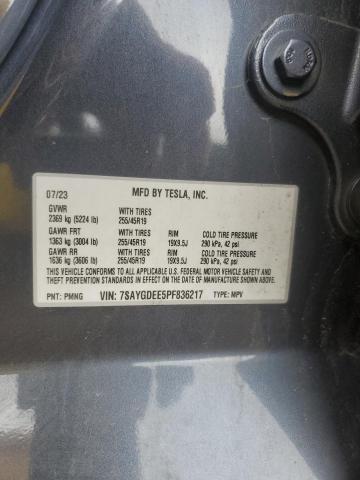 07/23 MFD BY TESLA, INC.
GVWR WITH TIRES
2369 kg (5224 lb) 255/45R19
GAWR FRT WITH TIRES RIM COLD TIRE PRESSURE
1363 kg (3004 lb) 255/45R19 19X9.5J 290 kPa, 42 psi
GAWR RR WITH TIRES RIM COLD TIRE PRESSURE
1636 kg (3606 lb) 255/45R19 19X9.5J 290 kPa, 42 psi
THIS VEHICLE CONFORMS TO ALL APPLICABLE U.S. FEDERAL MOTOR VEHICLE SAFETY AND
THEFT PREVENTION STANDARDS IN EFFECT ON THE DATE OF MANUFACTURE SHOWN ABOVE.
PNT: PMNG VIN: 7SAYGDEE5PF836217 TYPE: MPV